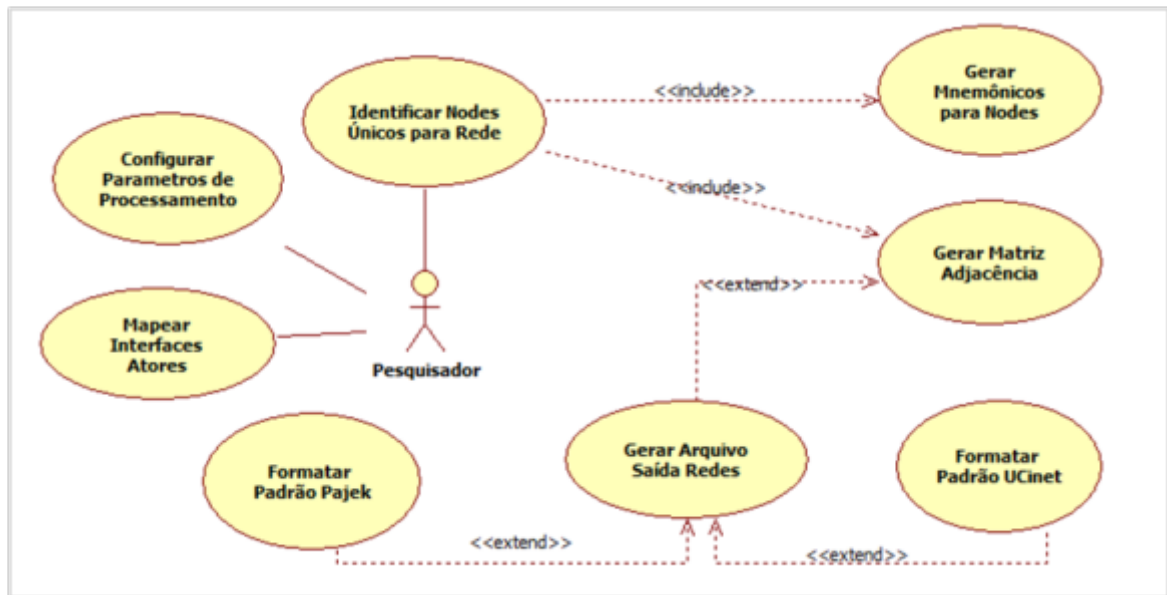 Identificar Nodes
Únicos para Rede
<<include>>
Gerar
Mnemônicos
para Nodes
Configurar
Parametros de
Processamento
<<include>>
Gerar Matriz
Adjacência
<<extend>>
Mapear
Interfaces
Atores
Pesquisador
Formatar
Padrão Pajek
Gerar Arquivo
Saída Redes
Formatar
Padrão UCinet
<<extend>>
<<extend>>